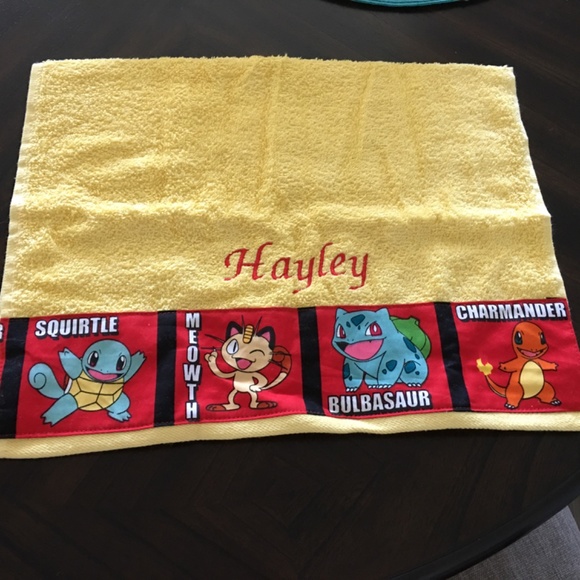 Hayley
SQUIRTLE
MEOWTH
BULBASAUR
CHARMANDER